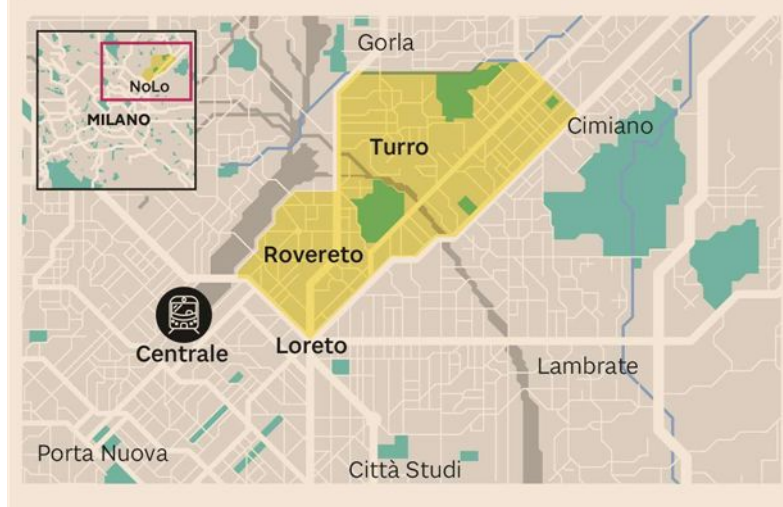 NoLo
MILANO
Gorla
Turro
Cimiano
Rovereto
Centrale
Loreto
Lambrate
Porta Nuova
Città Studi